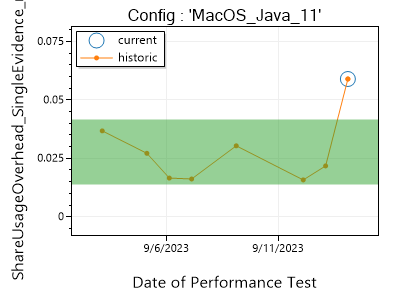 Config : 'MacOS_Java_11'
ShareUsageOverhead_SingleEvidence_
current
historic
0.075
0.05
0.025
0
9/6/2023
9/11/2023
Date of Performance Test